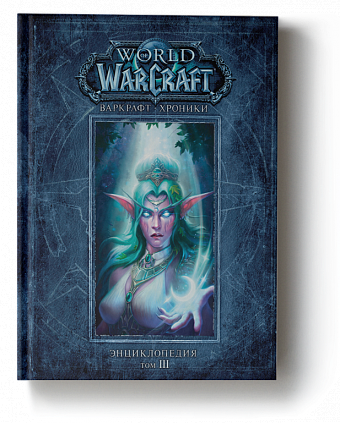 WORLD
OF
WARCRAFT
ВАРКРАФТ · ХРОНИКИ
ЭНЦИКЛОПЕДИЯ
ТОМ III